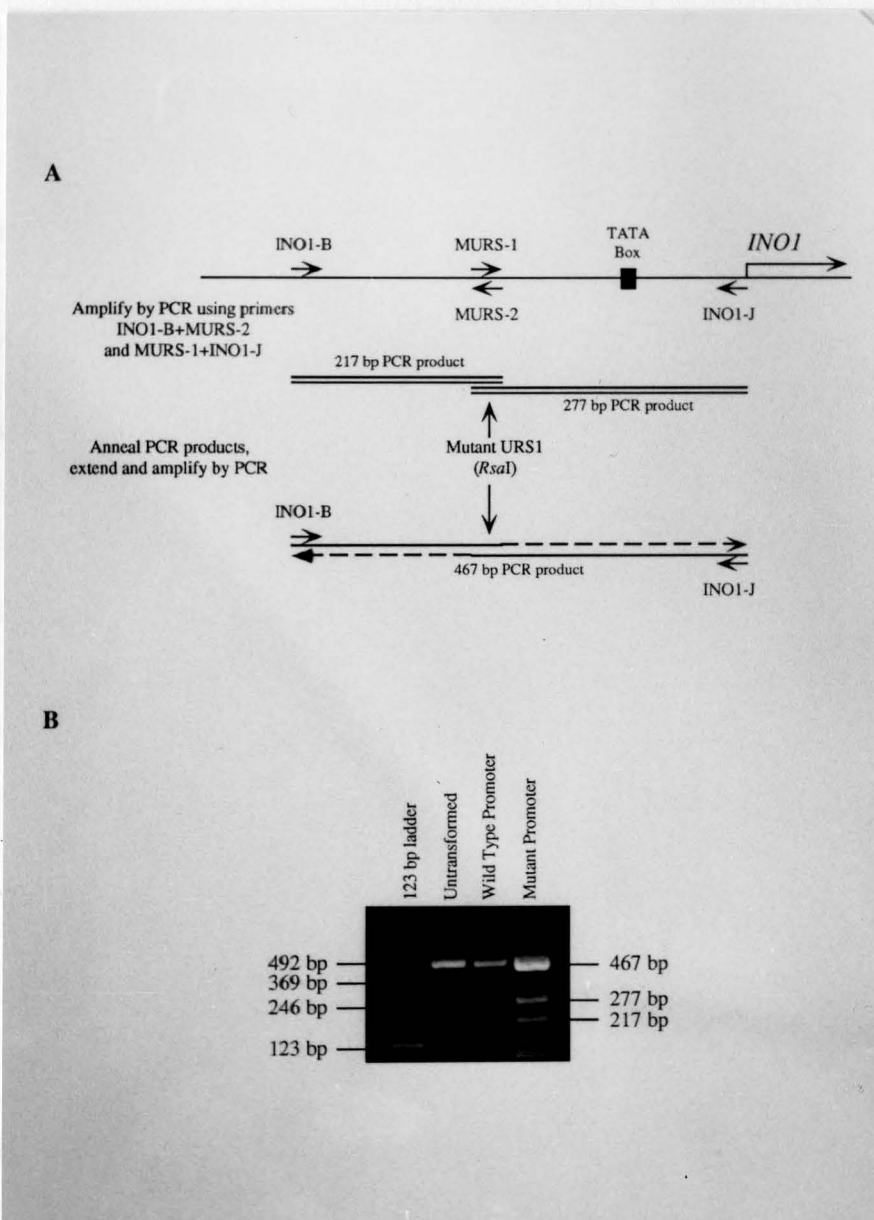 A
INO1-B
MURS-1
TATA
Box
INO1
MURS-2
INO1-J
Amplify by PCR using primers
INO1-B+MURS-2
and MURS-1+INO1-J
217 bp PCR product
277 bp PCR product
Anneal PCR products,
extend and amplify by PCR
Mutant URS1
(RsaI)
INO1-B
467 bp PCR product
INO1-J
B
123 bp ladder
Untransformed
Wild Type Promoter
Mutant Promoter
492 bp
369 bp
246 bp
123 bp
467 bp
277 bp
217 bp